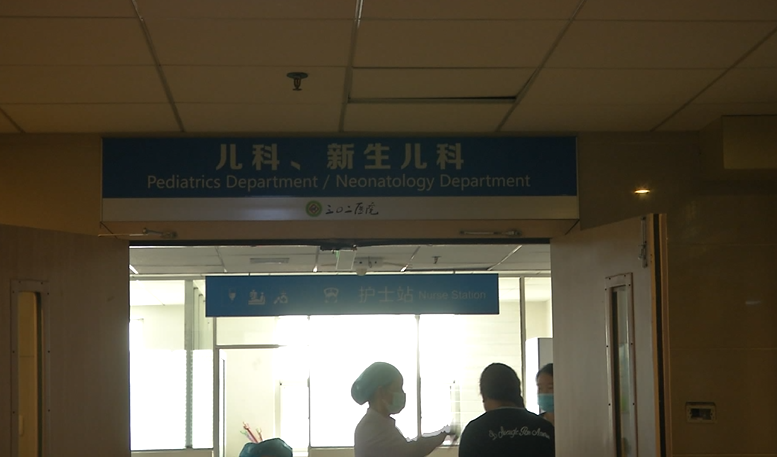 儿科、新生儿科
Pediatrics Department / Neonatology Department
三〇二医院
护士站 Nurse Station